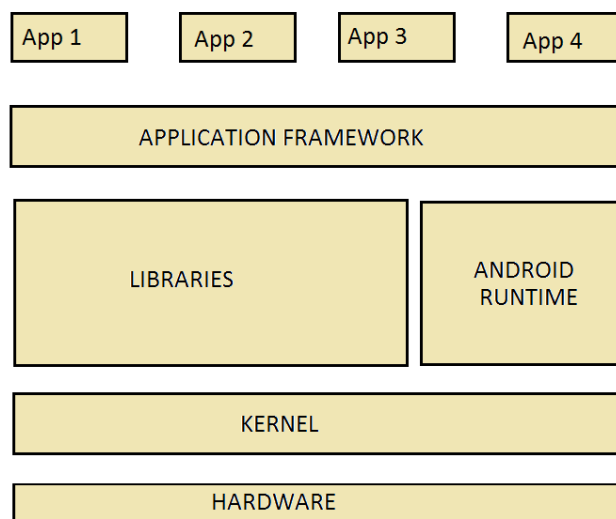 App 1
App 2
App 3
App 4
APPLICATION FRAMEWORK
LIBRARIES
ANDROID
RUNTIME
KERNEL
HARDWARE